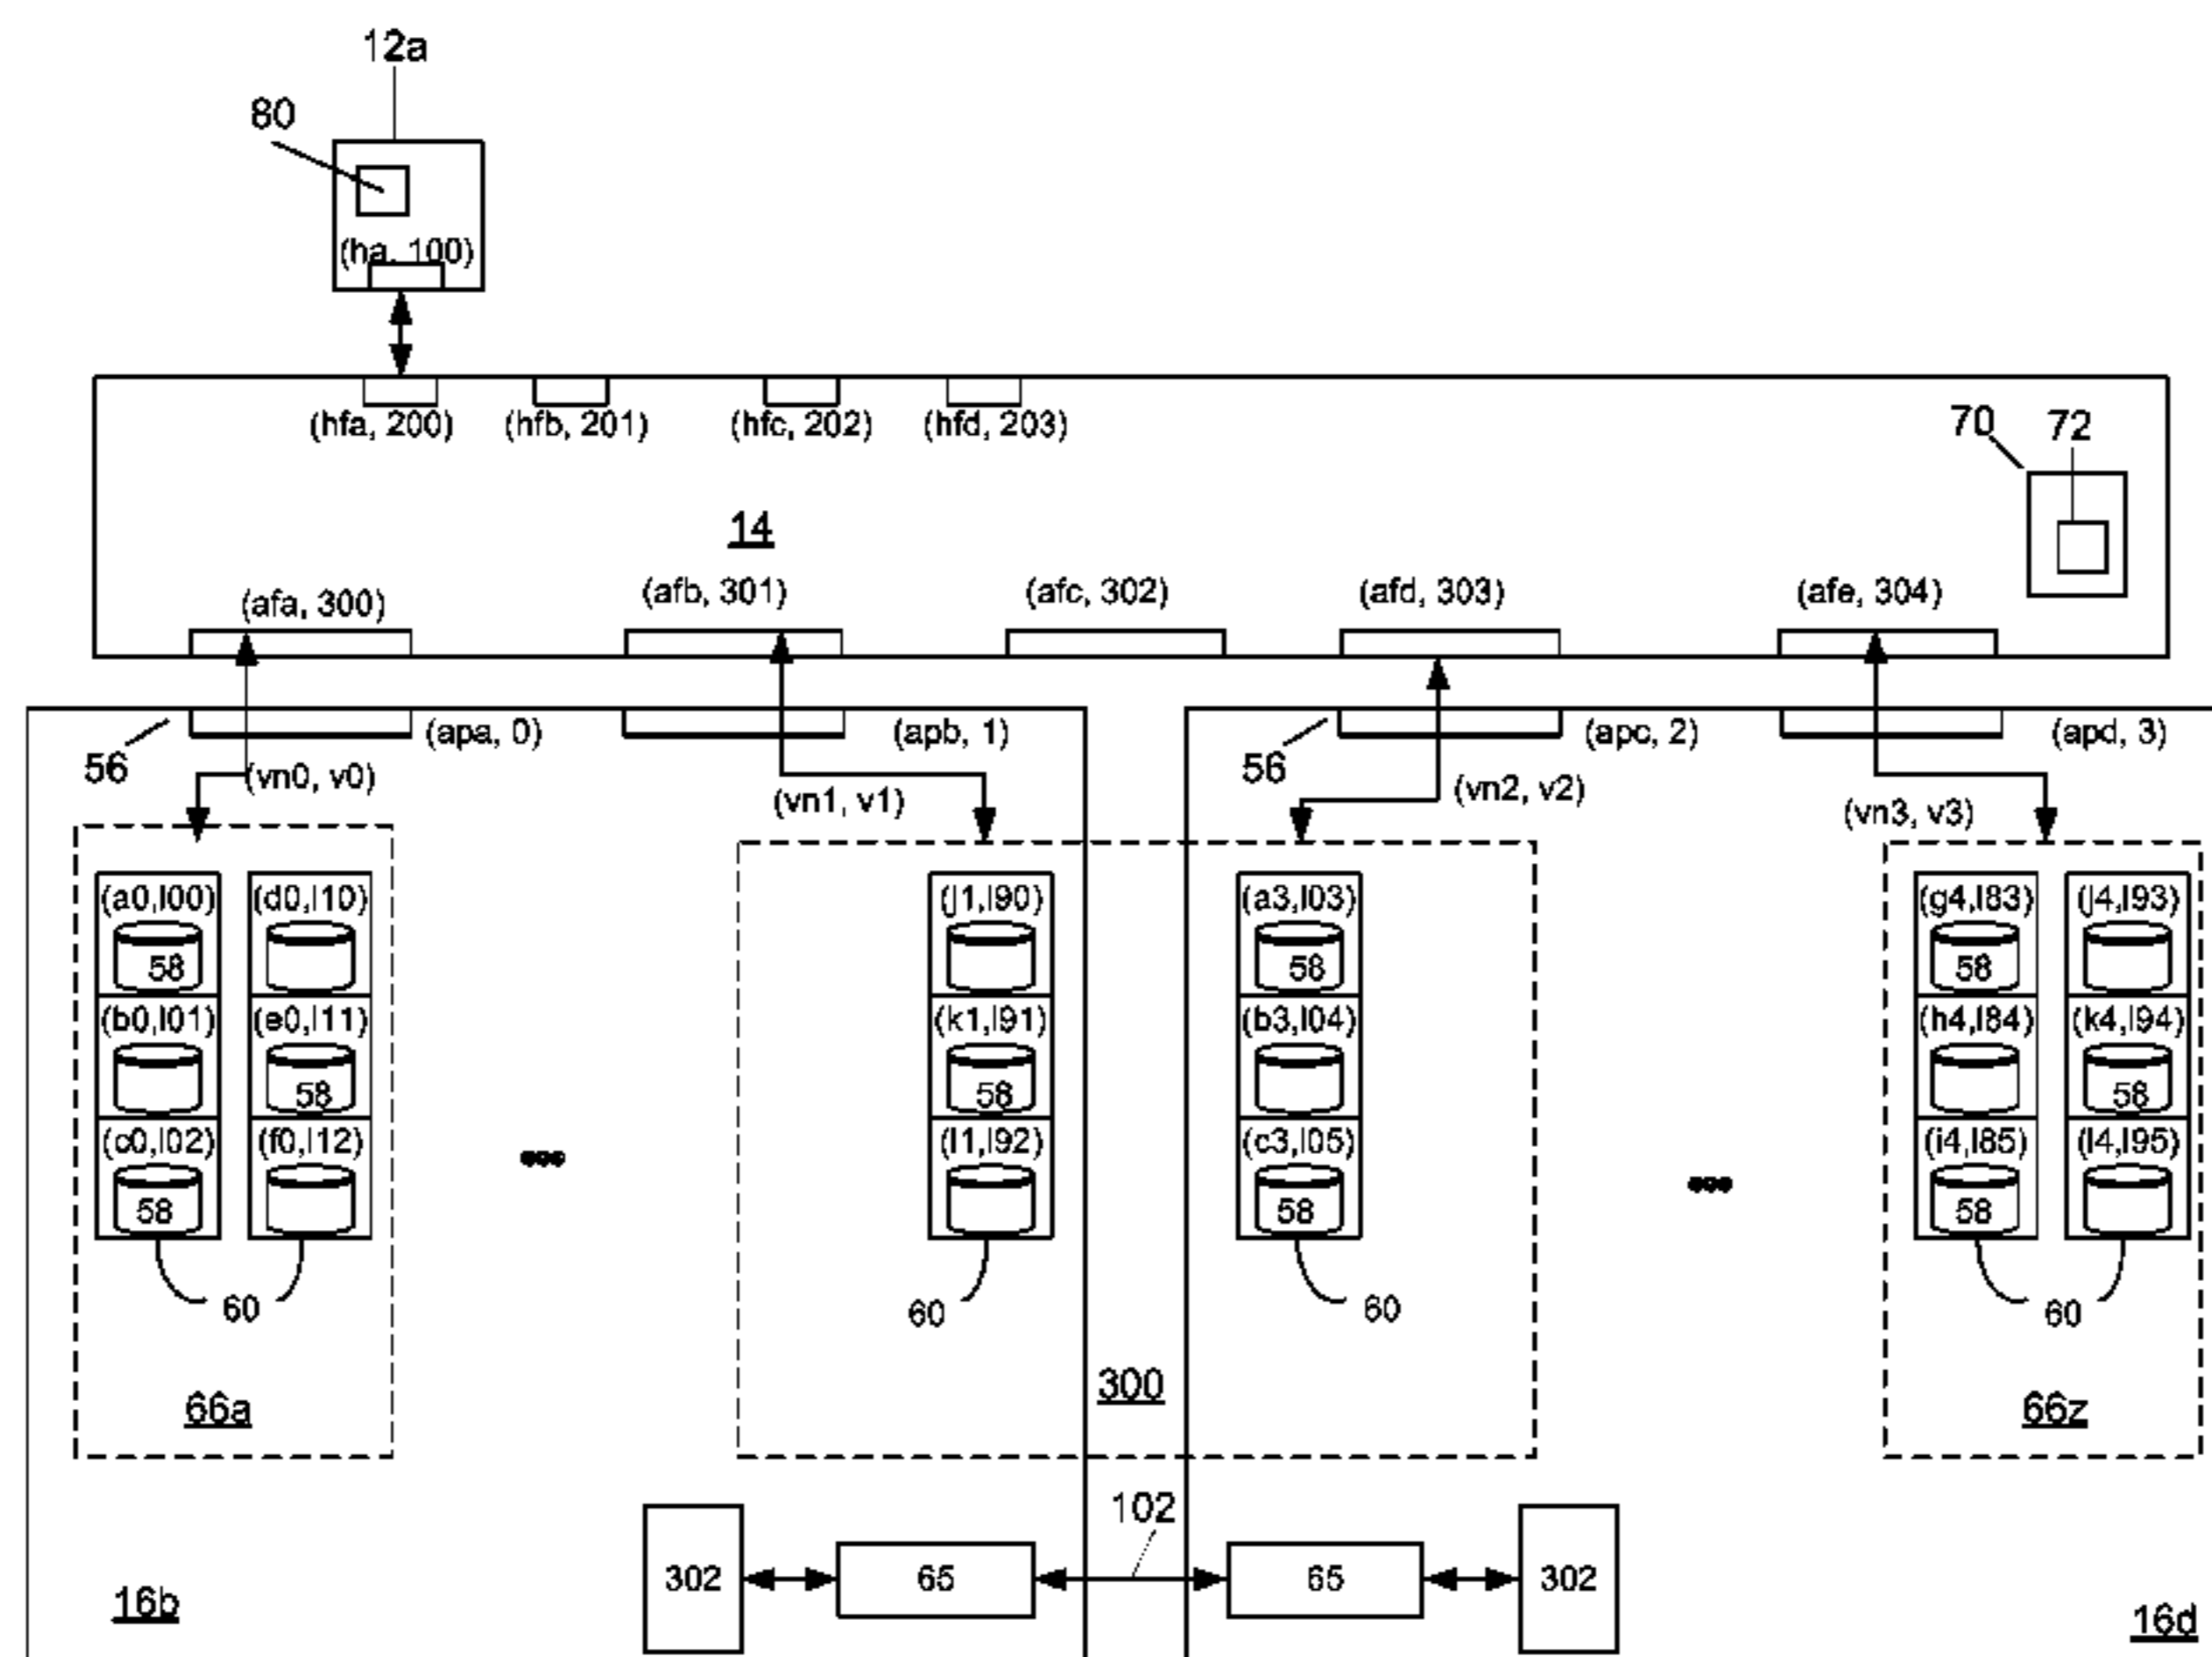 12a
80
(ha, 100)
(hfa, 200) (hfb, 201) (hfc, 202) (hfd, 203)
70 72
14
(afa, 300) (afb, 301) (afc, 302) (afd, 303) (afe, 304)
56 (apa, 0) (apb, 1) 56 (apc, 2) (apd, 3)
(vn0, v0) (vn1, v1) (vn2, v2) (vn3, v3)
(a0,l00) (d0,l10) (j1,l90) (a3,l03) (g4,l83) (j4,l93)
58 58 58
(b0,l01) (e0,l11) (k1,l91) (b3,l04) (h4,l84) (k4,l94)
58 58 58
(c0,l02) (f0,l12) (l1,l92) (c3,l05) (i4,l85) (l4,l95)
58 58 58
60 60 60 60
66a 300 66z
102
302 65 65 302
16b 16d